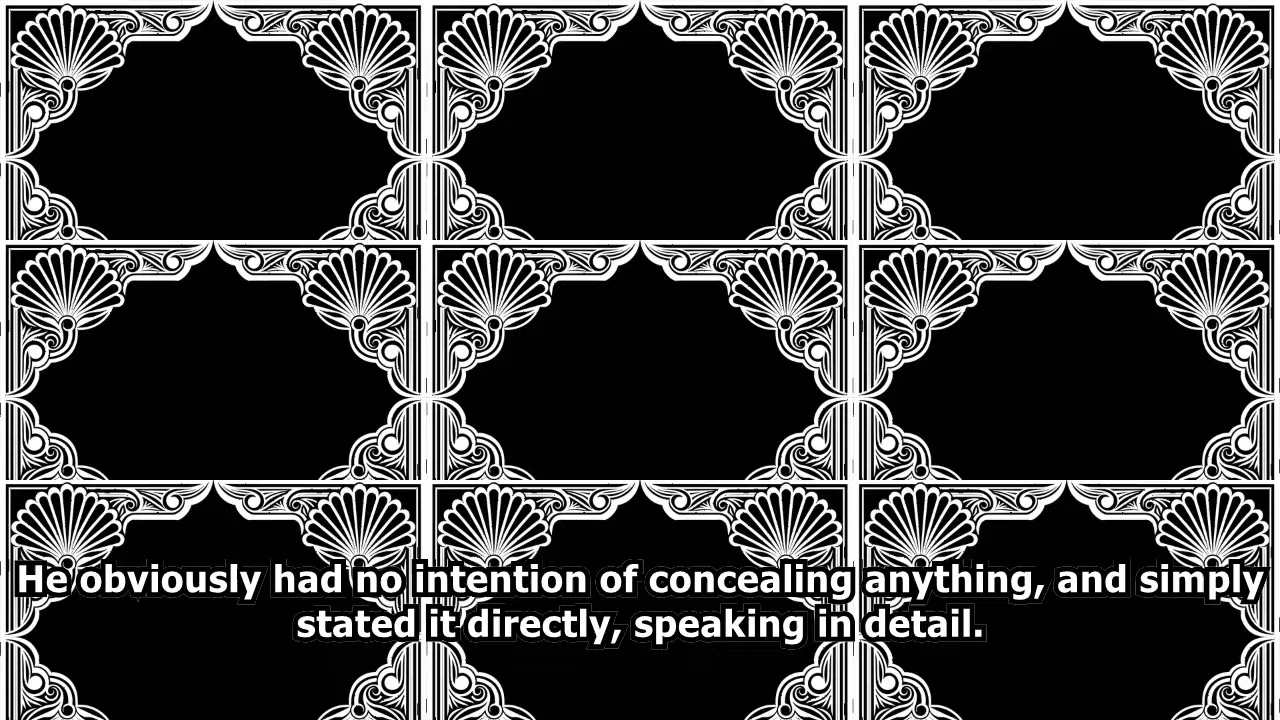 He obviously had no intention of concealing anything, and simply
stated it directly, speaking in detail.